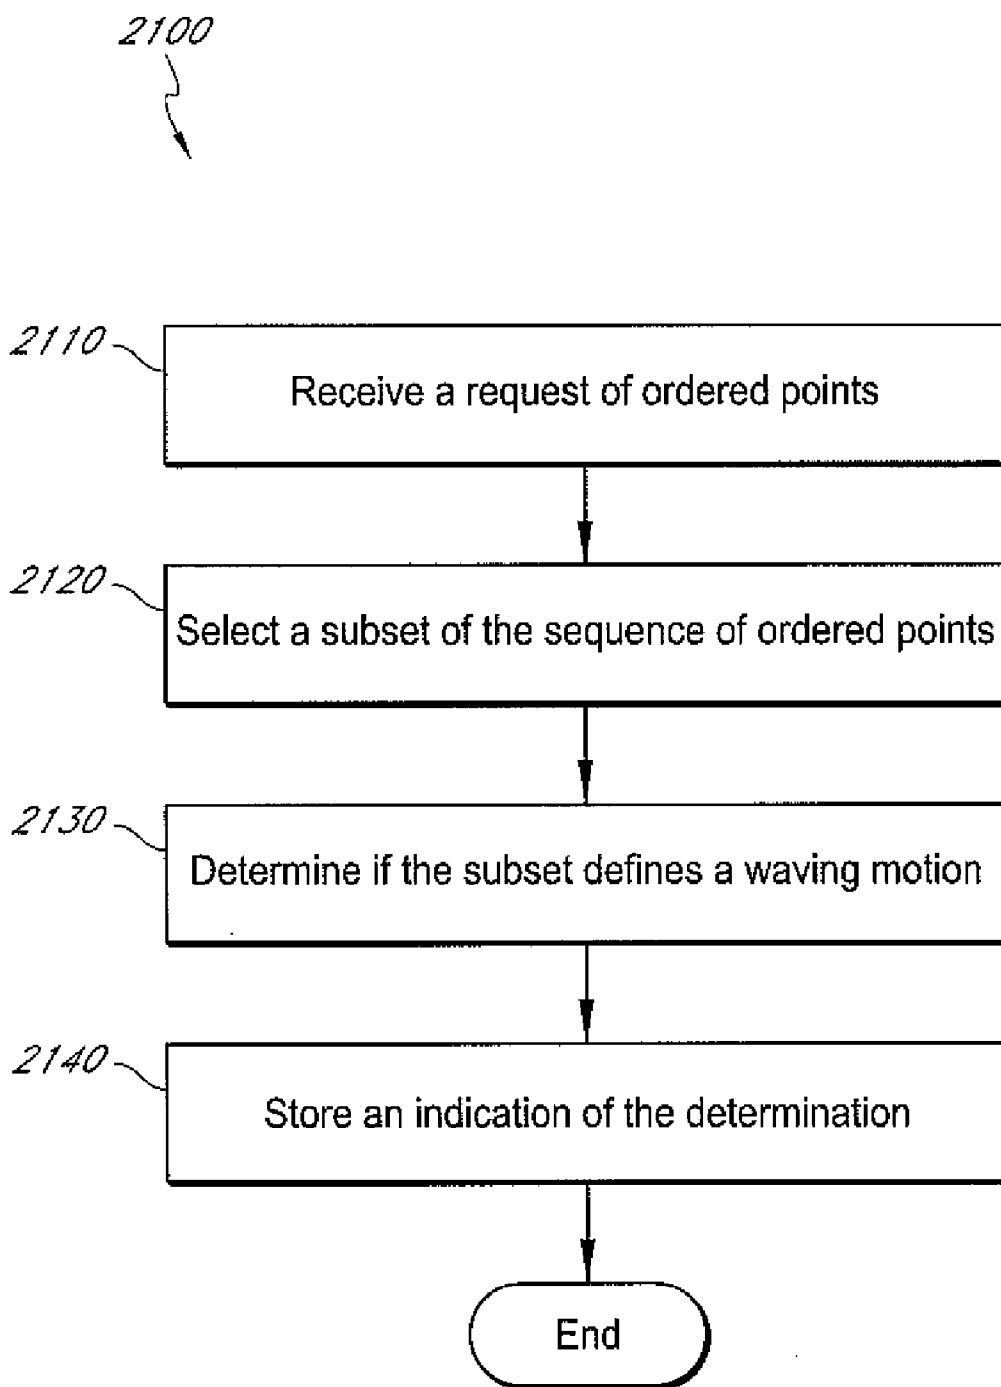 2100
2110
Receive a request of ordered points
2120
Select a subset of the sequence of ordered points
2130
Determine if the subset defines a waving motion
2140
Store an indication of the determination
End